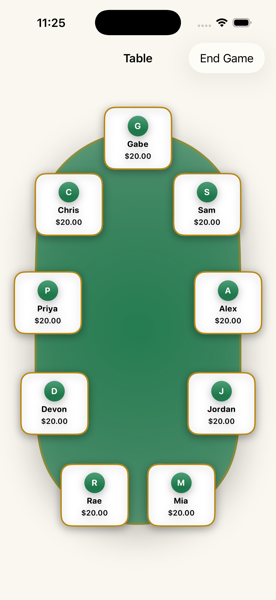 11:25
Table
End Game
G
Gabe
$20.00
C
Chris
$20.00
S
Sam
$20.00
P
Priya
$20.00
A
Alex
$20.00
D
Devon
$20.00
J
Jordan
$20.00
R
Rae
$20.00
M
Mia
$20.00